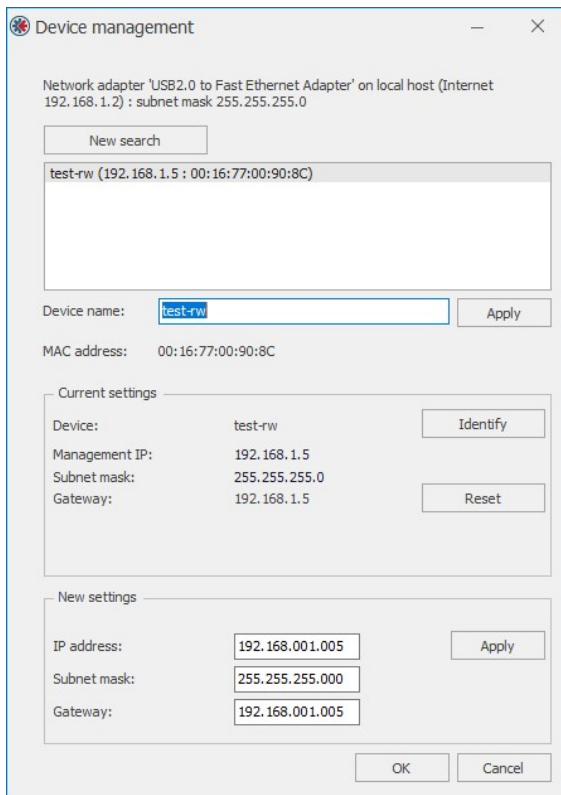 Device management
Network adapter 'USB2.0 to Fast Ethernet Adapter' on local host (Internet
192.168.1.2) : subnet mask 255.255.255.0
New search
test-rw (192.168.1.5 : 00:16:77:00:90:8C)
Device name: test-rw Apply
MAC address: 00:16:77:00:90:8C
Current settings
Device: test-rw Identify
Management IP: 192.168.1.5
Subnet mask: 255.255.255.0
Gateway: 192.168.1.5 Reset
New settings
IP address: 192.168.001.005 Apply
Subnet mask: 255.255.255.000
Gateway: 192.168.001.005
OK Cancel